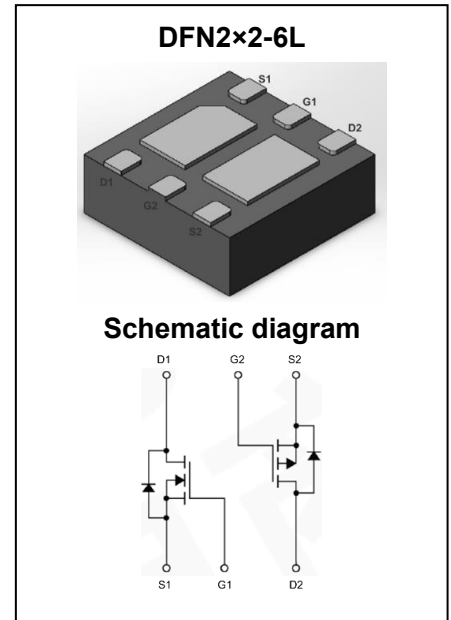 DFN2×2-6L
S1
G1
D2
D1
G2
S2
Schematic diagram
D1 G2 S2
S1 G1 D2